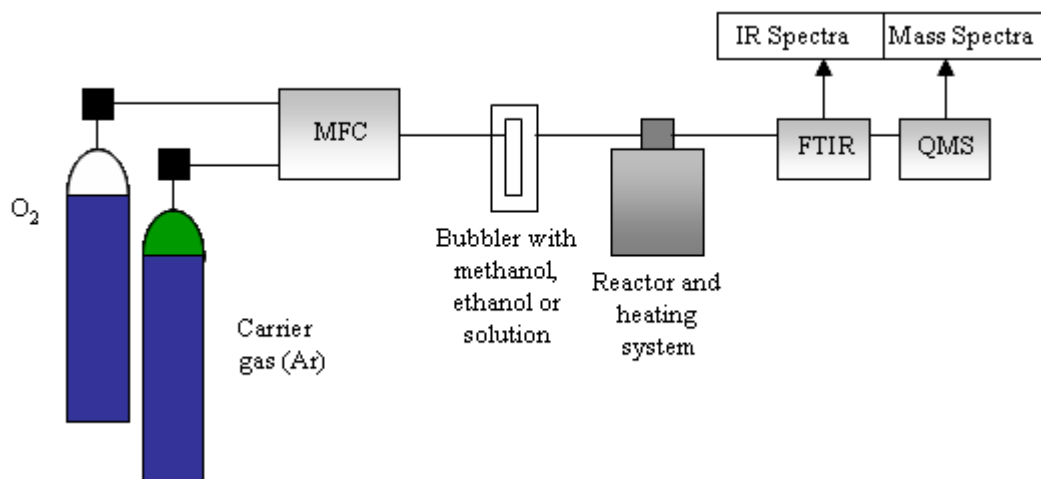 IR Spectra
Mass Spectra
MFC
FTIR
QMS
O₂
Bubbler with
methanol,
ethanol or
solution
Reactor and
heating
system
Carrier
gas (Ar)